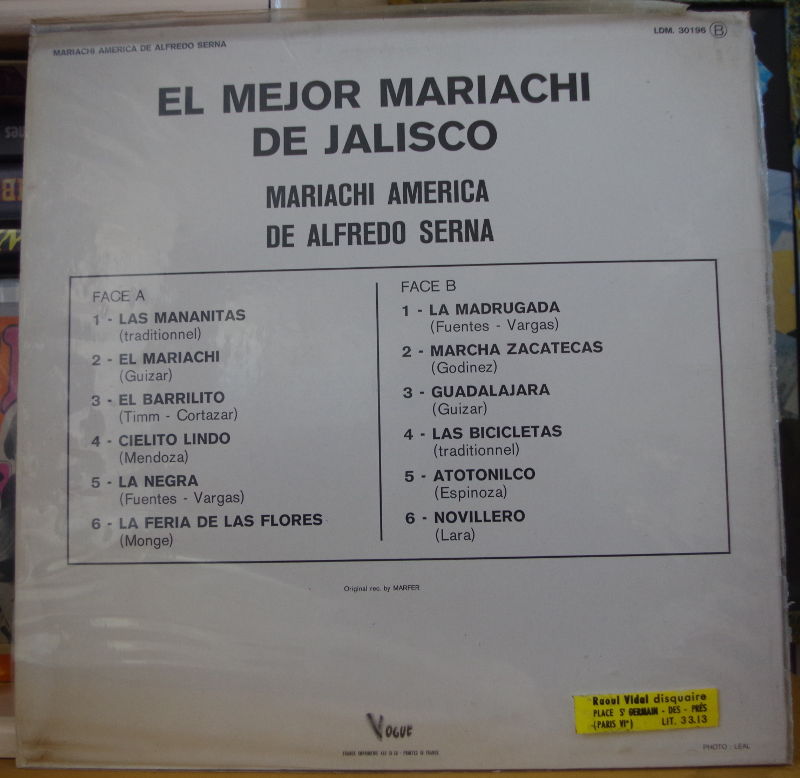 MARIACHI AMERICA DE ALFREDO SERNA
LDM. 30196 B
EL MEJOR MARIACHI
DE JALISCO
MARIACHI AMERICA
DE ALFREDO SERNA
FACE A
1 - LAS MANANITAS
(traditionnel)
2 - EL MARIACHI
(Guizar)
3 - EL BARRILITO
(Timm - Cortazar)
4 - CIELITO LINDO
(Mendoza)
5 - LA NEGRA
(Fuentes - Vargas)
6 - LA FERIA DE LAS FLORES
(Monge)
FACE B
1 - LA MADRUGADA
(Fuentes - Vargas)
2 - MARCHA ZACATECAS
(Godinez)
3 - GUADALAJARA
(Guizar)
4 - LAS BICICLETAS
(traditionnel)
5 - ATOTONILCO
(Espinoza)
6 - NOVILLERO
(Lara)
Original rec. by MARFER
VOGUE
Raoul Vidal disquaire
PLACE St GERMAIN - DES - PRÉS
(PARIS VIe) LIT. 33.13
PHOTO : LEAL